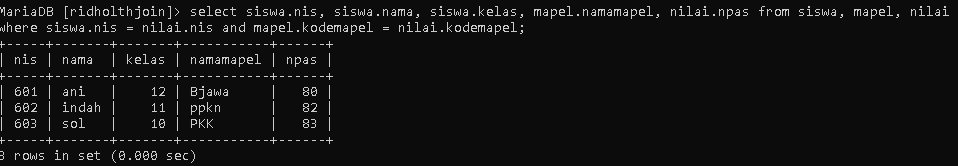 MariaDB [ridholthjoin]> select siswa.nis, siswa.nama, siswa.kelas, mapel.namamapel, nilai.npas from siswa, mapel, nilai
where siswa.nis = nilai.nis and mapel.kodemapel = nilai.kodemapel;
+-----+-------+-------+-----------+------+
| nis | nama  | kelas | namamapel | npas |
+-----+-------+-------+-----------+------+
| 601 | ani   |    12 | Bjawa     |   80 |
| 602 | indah |    11 | ppkn      |   82 |
| 603 | sol   |    10 | PKK       |   83 |
+-----+-------+-------+-----------+------+
3 rows in set (0.000 sec)